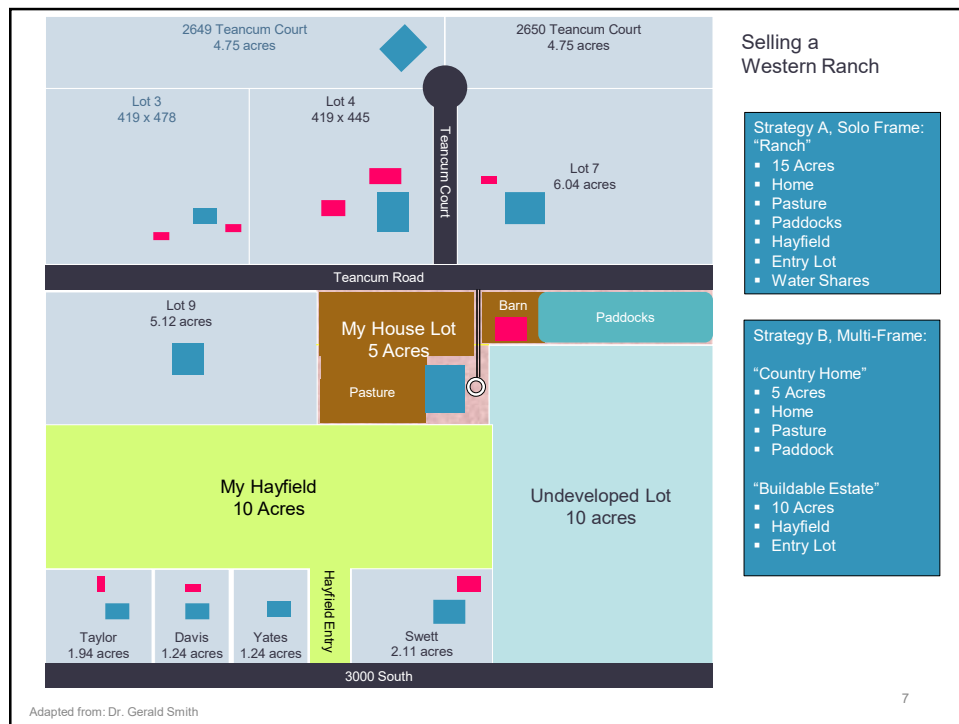 2649 Teancum Court
4.75 acres
2650 Teancum Court
4.75 acres
Selling a
Western Ranch
Lot 3
419 x 478
Lot 4
419 x 445
Teancum Court
Lot 7
6.04 acres
Strategy A, Solo Frame:
“Ranch”
▪ 15 Acres
▪ Home
▪ Pasture
▪ Paddocks
▪ Hayfield
▪ Entry Lot
▪ Water Shares
Teancum Road
Lot 9
5.12 acres
My House Lot
5 Acres
Pasture
Barn
Paddocks
Strategy B, Multi-Frame:
“Country Home”
▪ 5 Acres
▪ Home
▪ Pasture
▪ Paddock
“Buildable Estate”
▪ 10 Acres
▪ Hayfield
▪ Entry Lot
My Hayfield
10 Acres
Undeveloped Lot
10 acres
Hayfield Entry
Taylor
1.94 acres
Davis
1.24 acres
Yates
1.24 acres
Swett
2.11 acres
3000 South
7
Adapted from: Dr. Gerald Smith